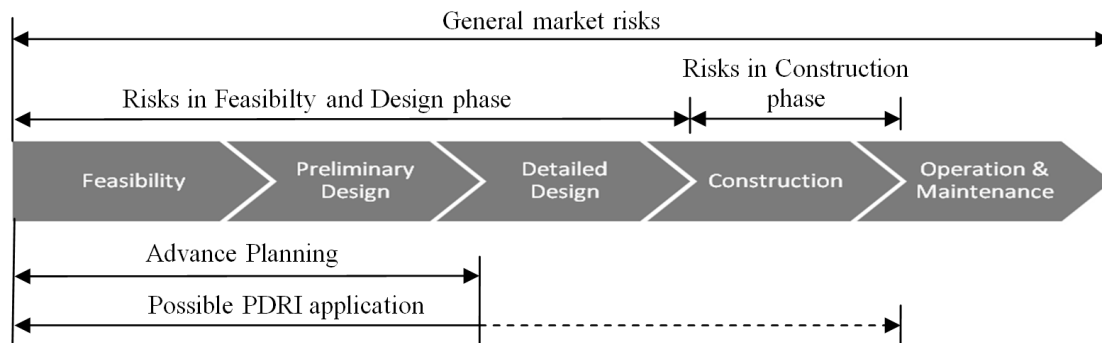 General market risks
Risks in Construction
phase
Risks in Feasibilty and Design phase
Feasibility
Preliminary
Design
Detailed
Design
Construction
Operation &
Maintenance
Advance Planning
Possible PDRI application